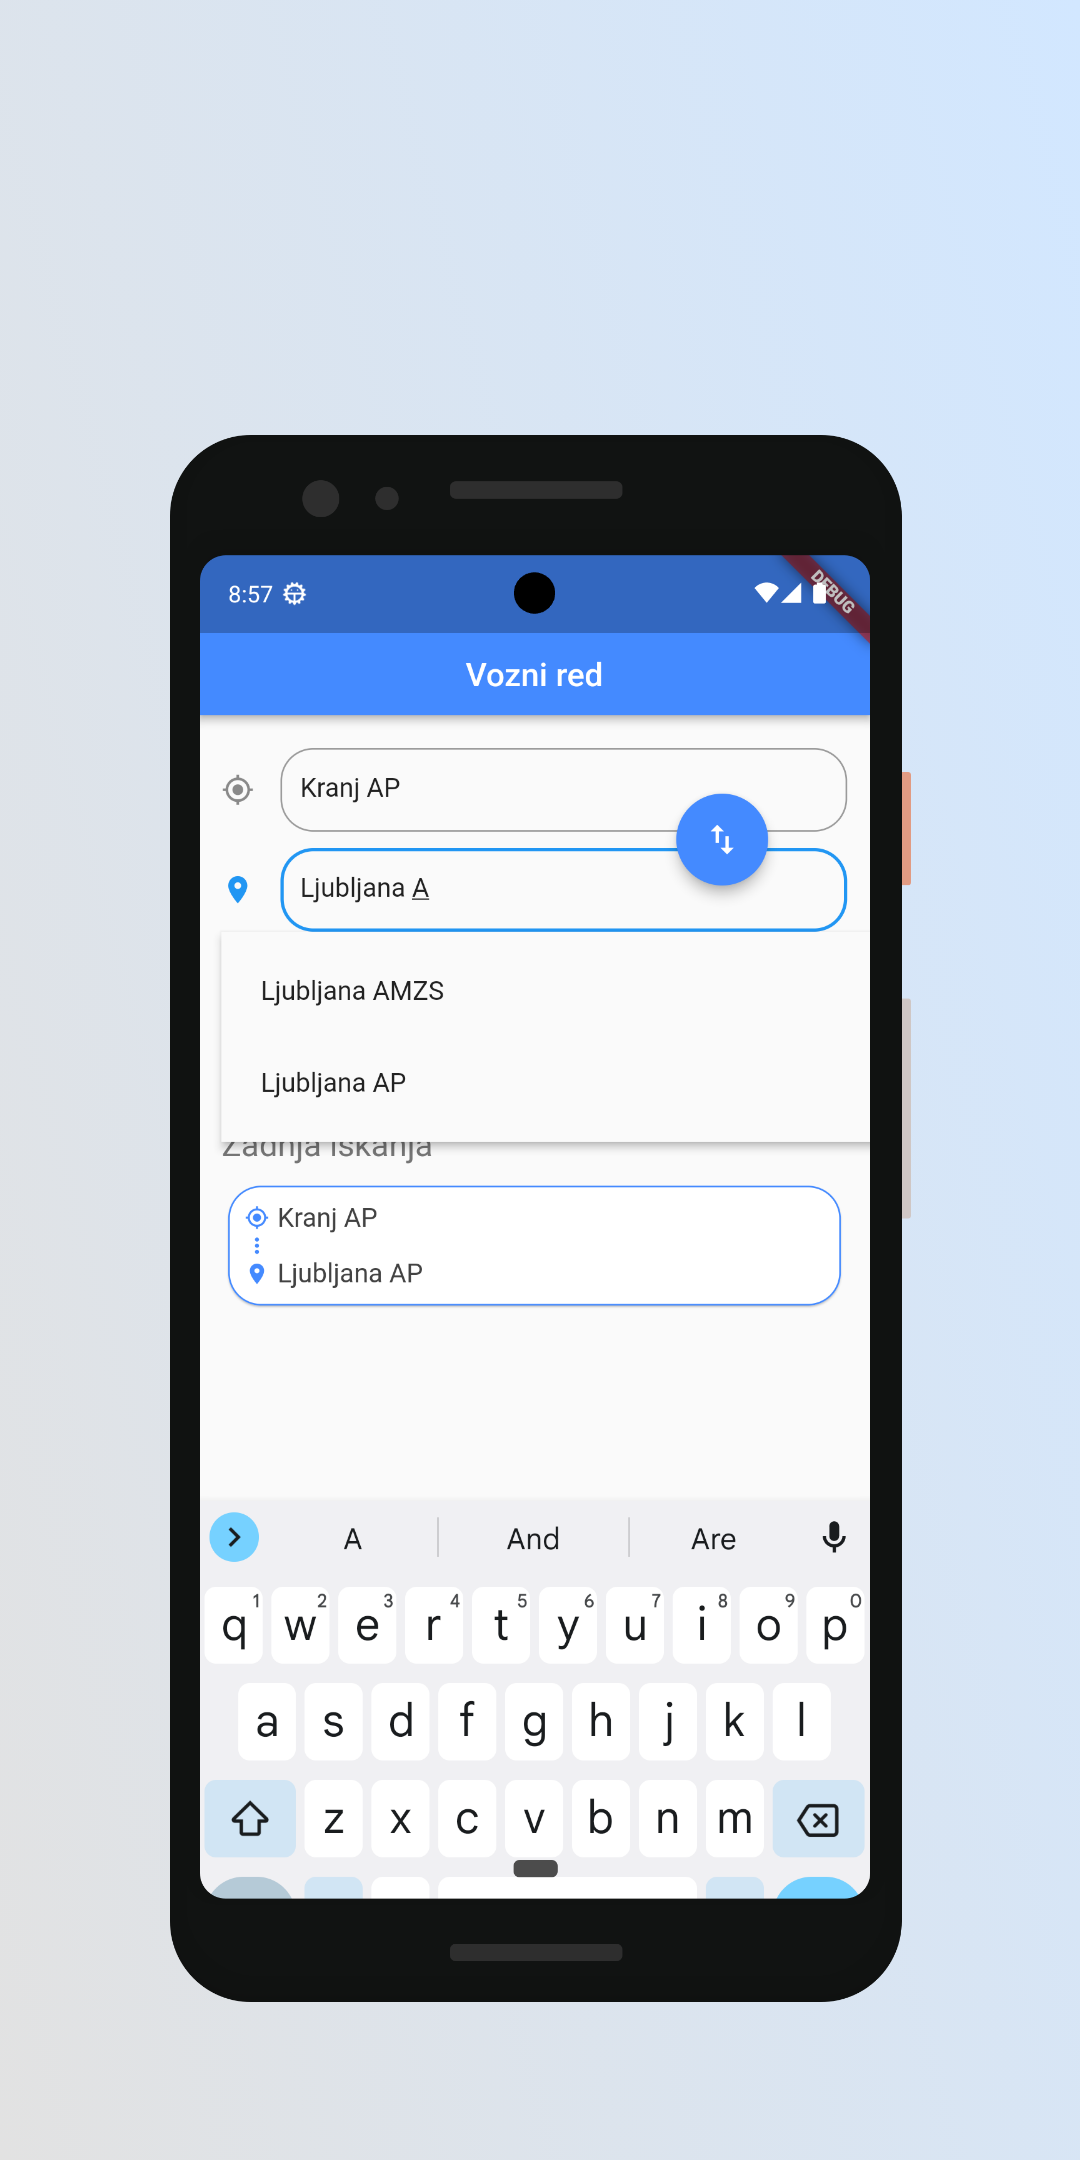 8:57
DEBUG
Vozni red
Kranj AP
Ljubljana A
Ljubljana AMZS
Ljubljana AP
Zadnja iskanja
Kranj AP
Ljubljana AP
A And Are
q 1 w 2 e 3 r 4 t 5 y 6 u 7 i 8 o 9 p 0
a s d f g h j k l
z x c v b n m